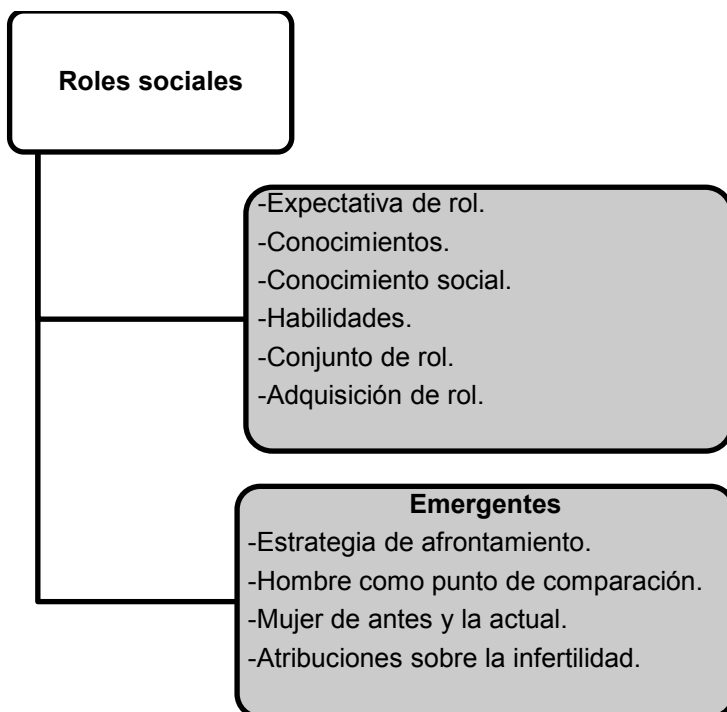 Roles sociales
-Expectativa de rol.
-Conocimientos.
-Conocimiento social.
-Habilidades.
-Conjunto de rol.
-Adquisición de rol.
Emergentes
-Estrategia de afrontamiento.
-Hombre como punto de comparación.
-Mujer de antes y la actual.
-Atribuciones sobre la infertilidad.